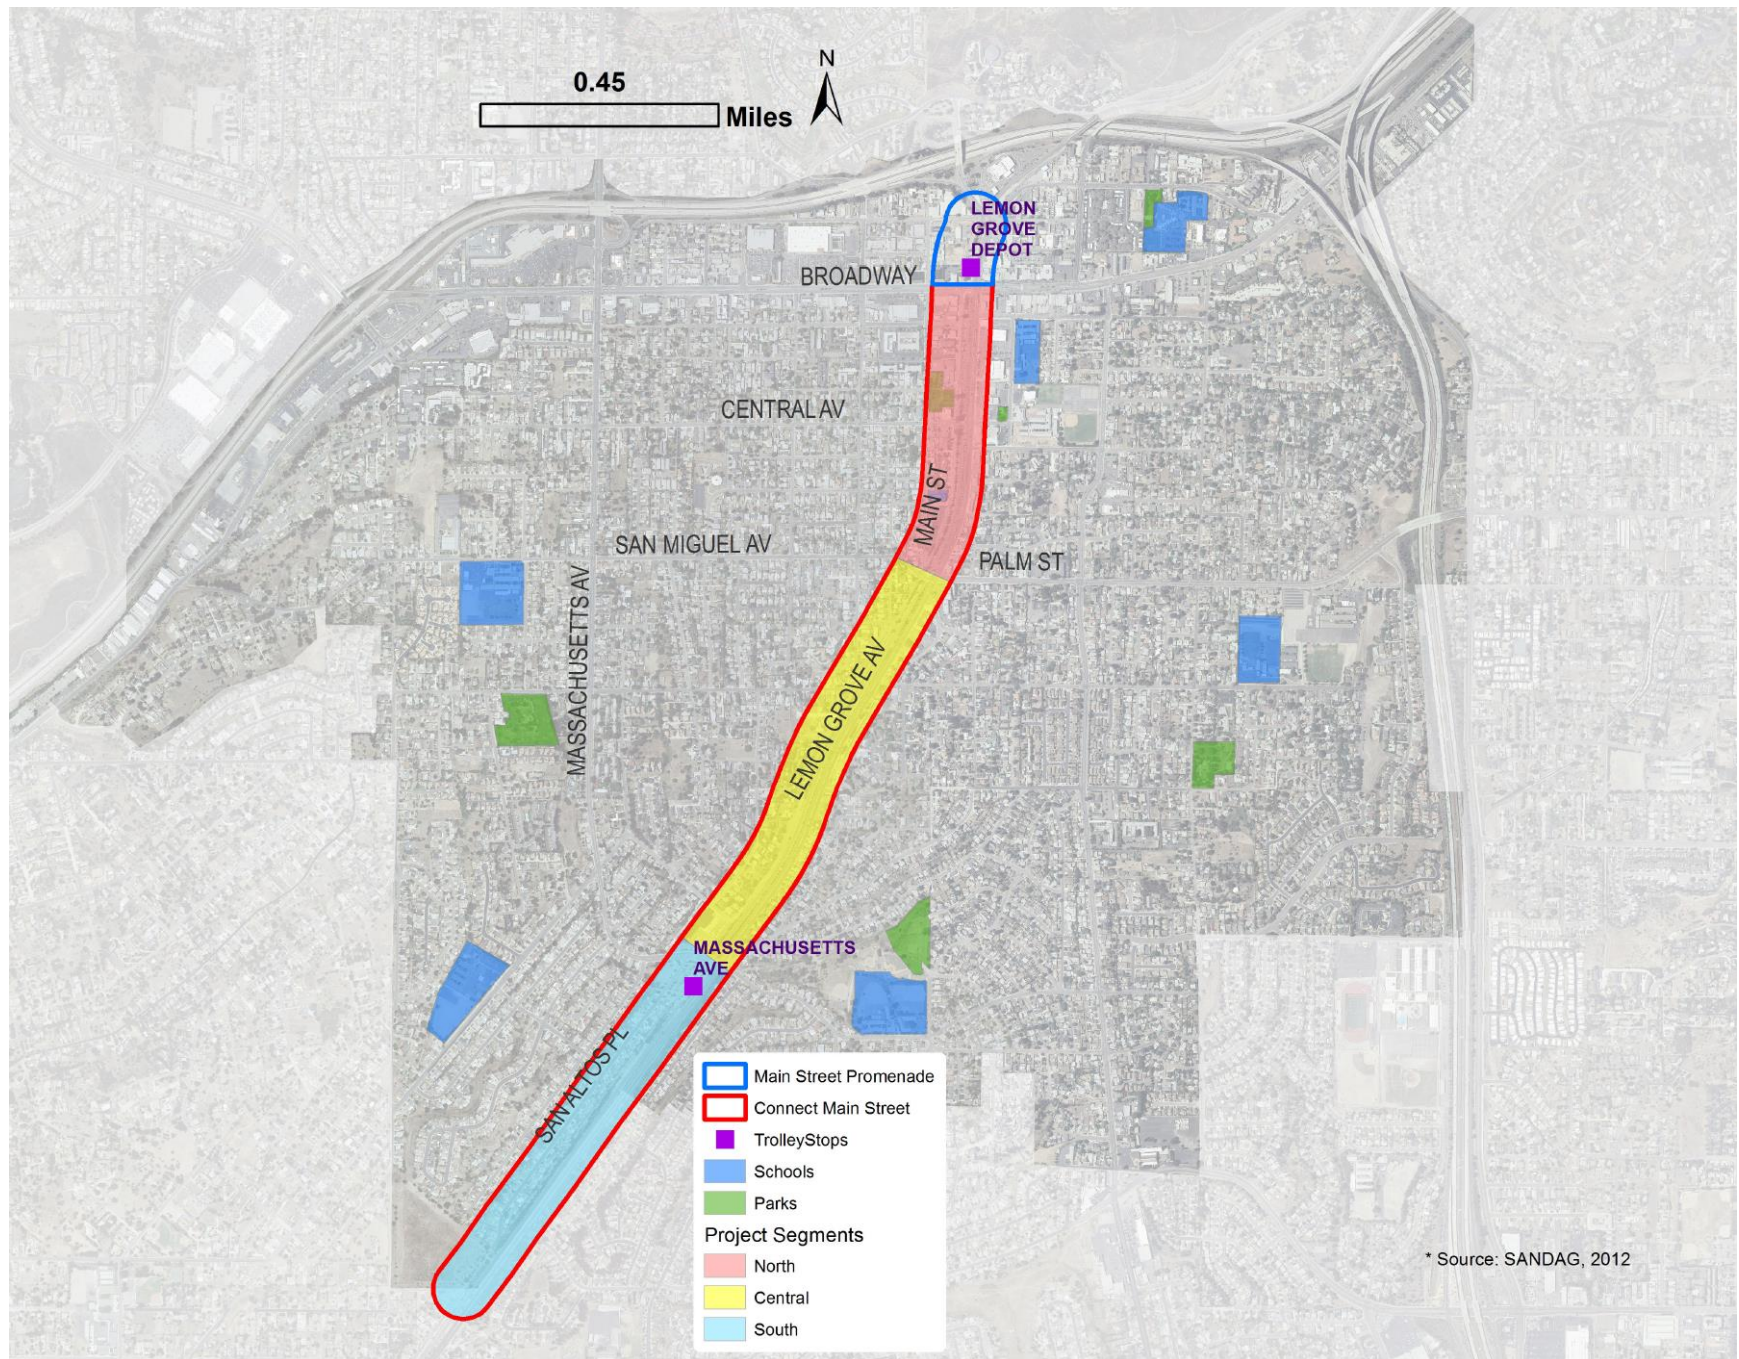 N
0.45
Miles
LEMON
GROVE
DEPOT
BROADWAY
CENTRAL AV
MAIN ST
SAN MIGUEL AV
PALM ST
MASSACHUSETTS AV
LEMON GROVE AV
MASSACHUSETTS
AVE
SAN ALTOS PL
Main Street Promenade
Connect Main Street
TrolleyStops
Schools
Parks
Project Segments
North
Central
South
* Source: SANDAG, 2012